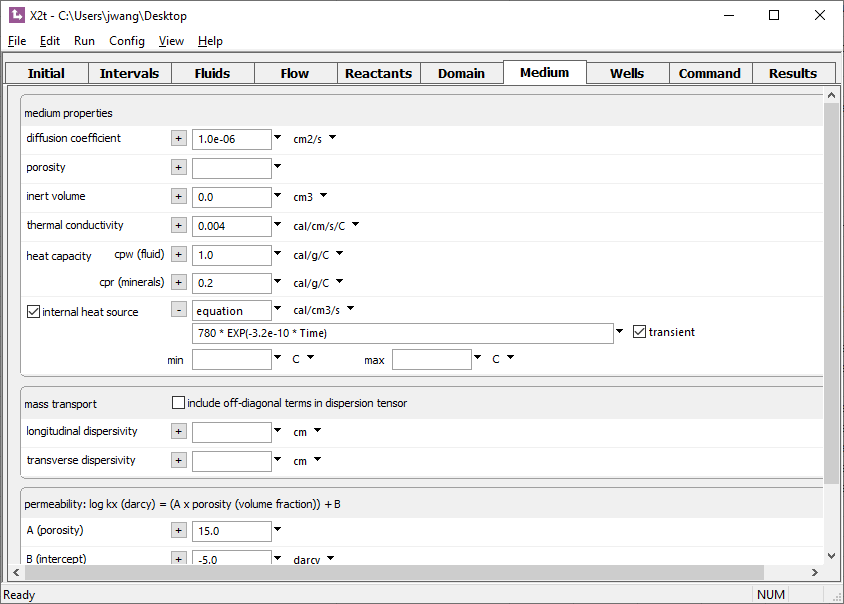 X2t - C:\Users\jwang\Desktop
File Edit Run Config View Help
Initial Intervals Fluids Flow Reactants Domain Medium Wells Command Results
medium properties
diffusion coefficient + 1.0e-06 cm2/s
porosity +
inert volume + 0.0 cm3
thermal conductivity + 0.004 cal/cm/s/C
heat capacity cpw (fluid) + 1.0 cal/g/C
cpr (minerals) + 0.2 cal/g/C
internal heat source - equation cal/cm3/s
780 * EXP(-3.2e-10 * Time) transient
min C max C
mass transport include off-diagonal terms in dispersion tensor
longitudinal dispersivity + cm
transverse dispersivity + cm
permeability: log kx (darcy) = (A x porosity (volume fraction)) + B
A (porosity) + 15.0
B (intercept) + -5.0 darcy
Ready NUM